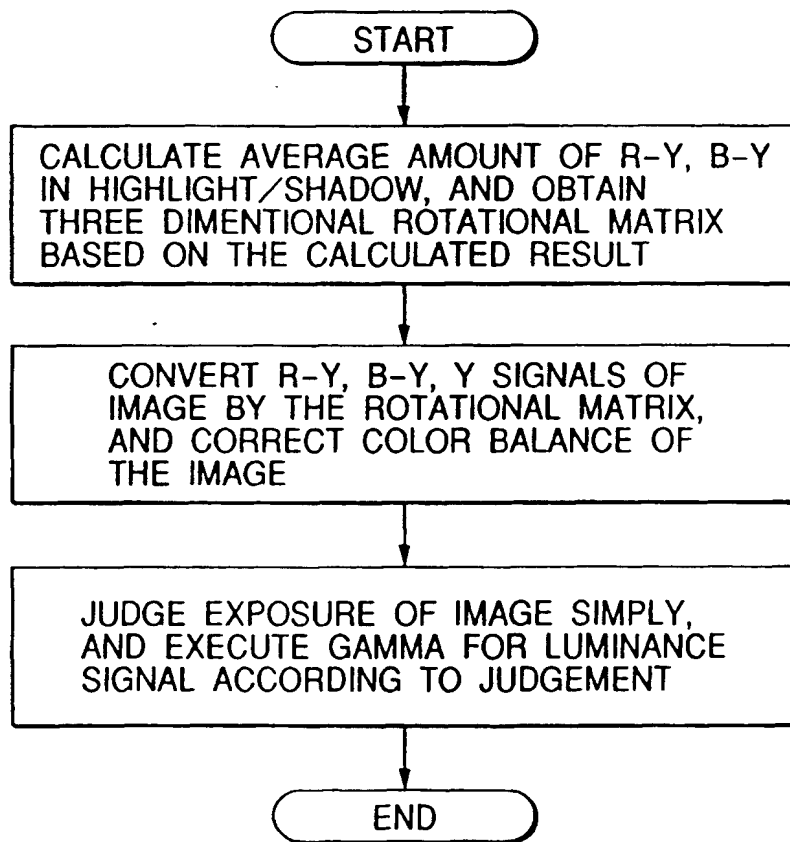 START
CALCULATE AVERAGE AMOUNT OF R-Y, B-Y
IN HIGHLIGHT/SHADOW, AND OBTAIN
THREE DIMENTIONAL ROTATIONAL MATRIX
BASED ON THE CALCULATED RESULT
CONVERT R-Y, B-Y, Y SIGNALS OF
IMAGE BY THE ROTATIONAL MATRIX,
AND CORRECT COLOR BALANCE OF
THE IMAGE
JUDGE EXPOSURE OF IMAGE SIMPLY,
AND EXECUTE GAMMA FOR LUMINANCE
SIGNAL ACCORDING TO JUDGEMENT
END